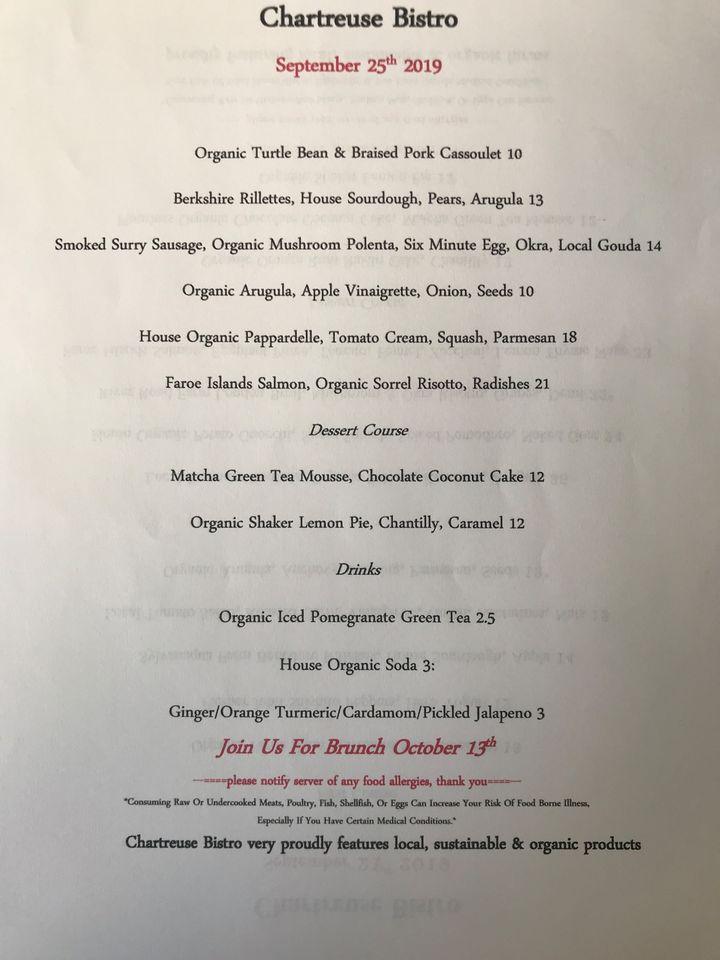 Chartreuse Bistro
September 25th 2019
Organic Turtle Bean & Braised Pork Cassoulet 10
Berkshire Rillettes, House Sourdough, Pears, Arugula 13
Smoked Surry Sausage, Organic Mushroom Polenta, Six Minute Egg, Okra, Local Gouda 14
Organic Arugula, Apple Vinaigrette, Onion, Seeds 10
House Organic Pappardelle, Tomato Cream, Squash, Parmesan 18
Faroe Islands Salmon, Organic Sorrel Risotto, Radishes 21
Dessert Course
Matcha Green Tea Mousse, Chocolate Coconut Cake 12
Organic Shaker Lemon Pie, Chantilly, Caramel 12
Drinks
Organic Iced Pomegranate Green Tea 2.5
House Organic Soda 3:
Ginger/Orange Turmeric/Cardamom/Pickled Jalapeno 3
Join Us For Brunch October 13th
~~====please notify server of any food allergies, thank you====~~
*Consuming Raw Or Undercooked Meats, Poultry, Fish, Shellfish, Or Eggs Can Increase Your Risk Of Food Borne Illness,
Especially If You Have Certain Medical Conditions.*
Chartreuse Bistro very proudly features local, sustainable & organic products